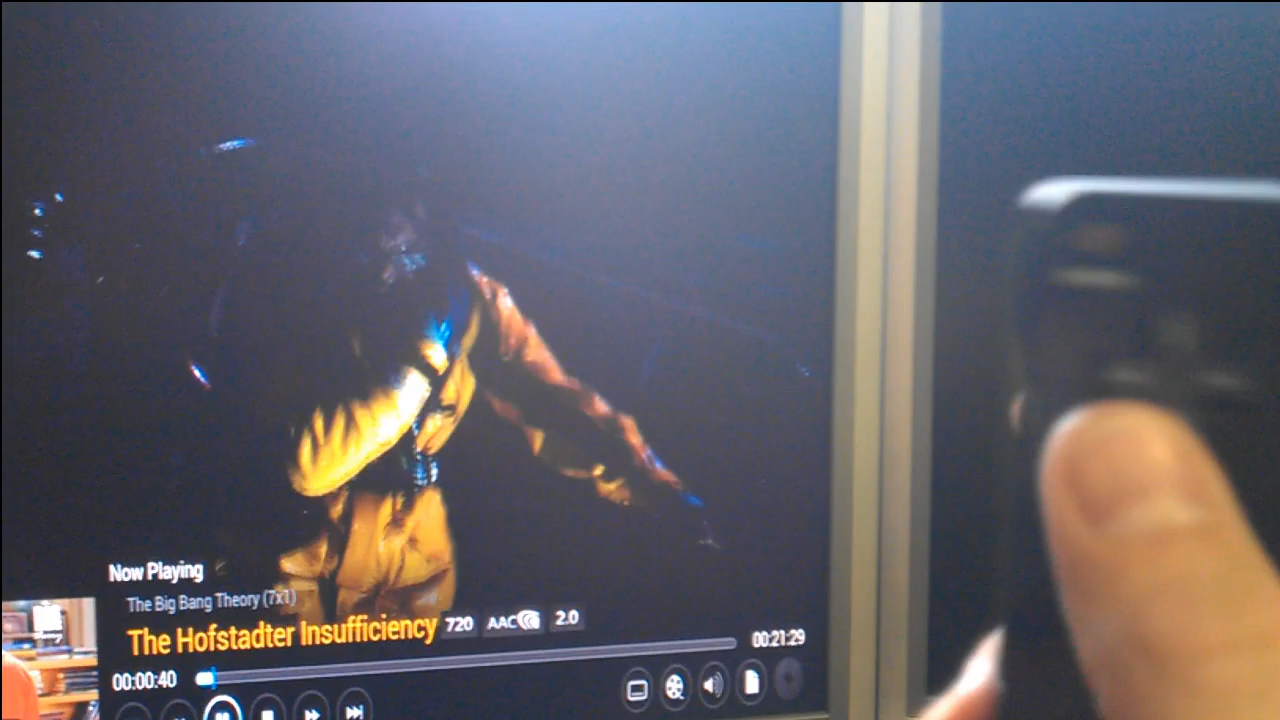 Now Playing
The Big Bang Theory (7x1)
The Hofstadter Insufficiency 720 AAC 2.0
00:00:40 00:21:29